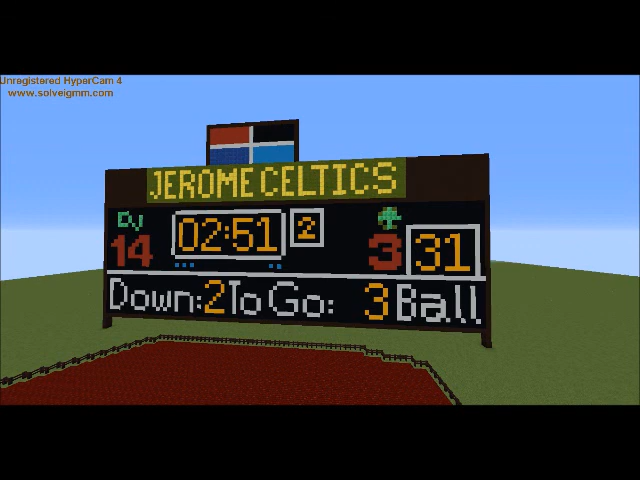 Unregistered HyperCam 4
www.solveigmm.com
JEROME CELTICS
DJ 02:51 2
14 3 31
Down:2 To Go: 3 Ball